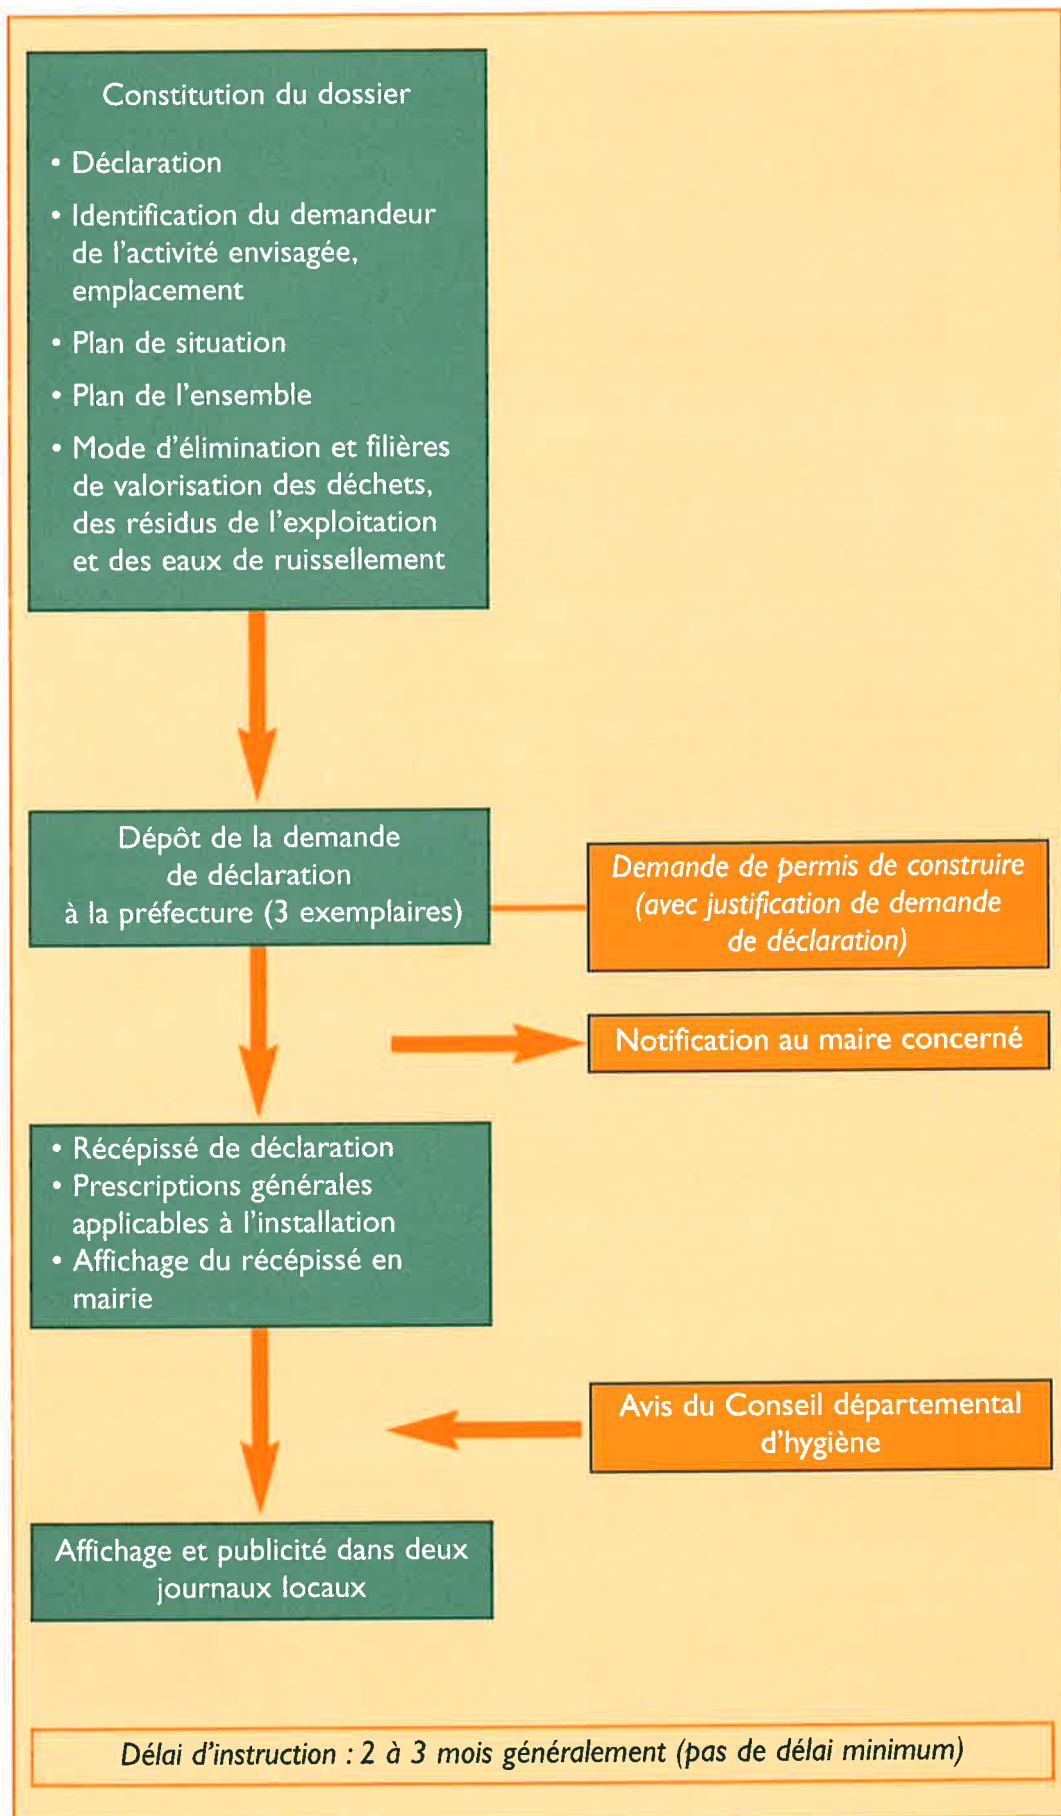 Constitution du dossier
• Déclaration
• Identification du demandeur
de l'activité envisagée,
emplacement
• Plan de situation
• Plan de l'ensemble
• Mode d'élimination et filières
de valorisation des déchets,
des résidus de l'exploitation
et des eaux de ruissellement
Dépôt de la demande
de déclaration
à la préfecture (3 exemplaires)
Demande de permis de construire
(avec justification de demande
de déclaration)
Notification au maire concerné
• Récépissé de déclaration
• Prescriptions générales
applicables à l'installation
• Affichage du récépissé en
mairie
Avis du Conseil départemental
d'hygiène
Affichage et publicité dans deux
journaux locaux
Délai d'instruction : 2 à 3 mois généralement (pas de délai minimum)